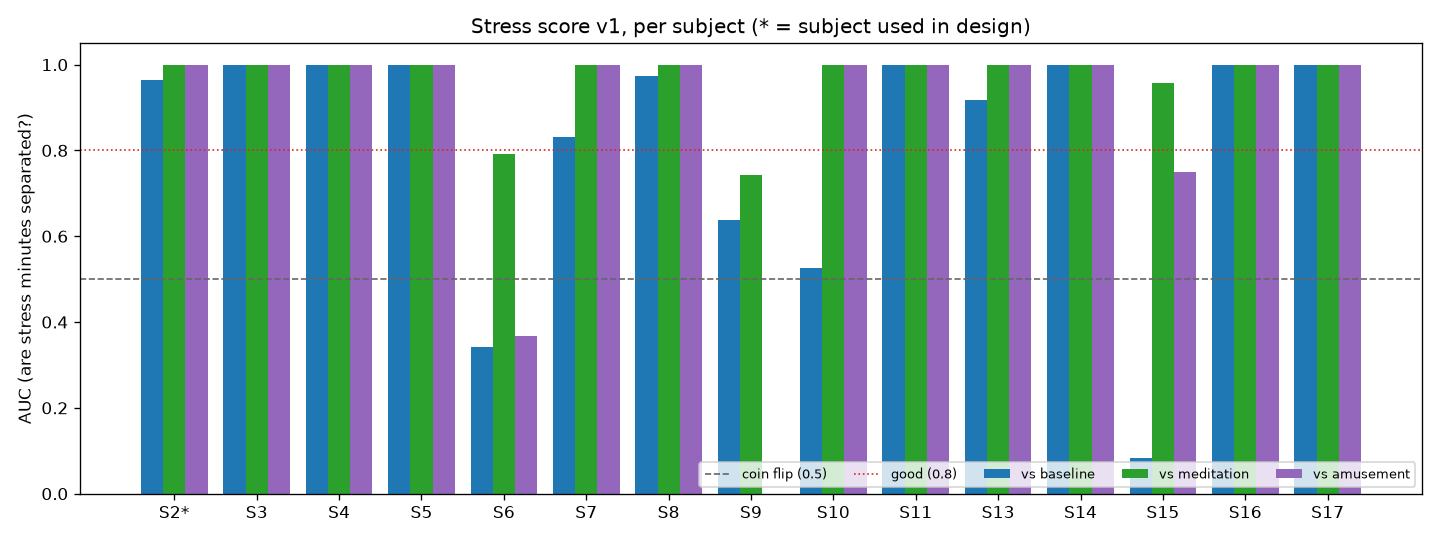 Stress score v1, per subject (* = subject used in design)
AUC (are stress minutes separated?)
1.0
0.8
0.6
0.4
0.2
0.0
coin flip (0.5) good (0.8) vs baseline vs meditation vs amusement
S2* S3 S4 S5 S6 S7 S8 S9 S10 S11 S13 S14 S15 S16 S17